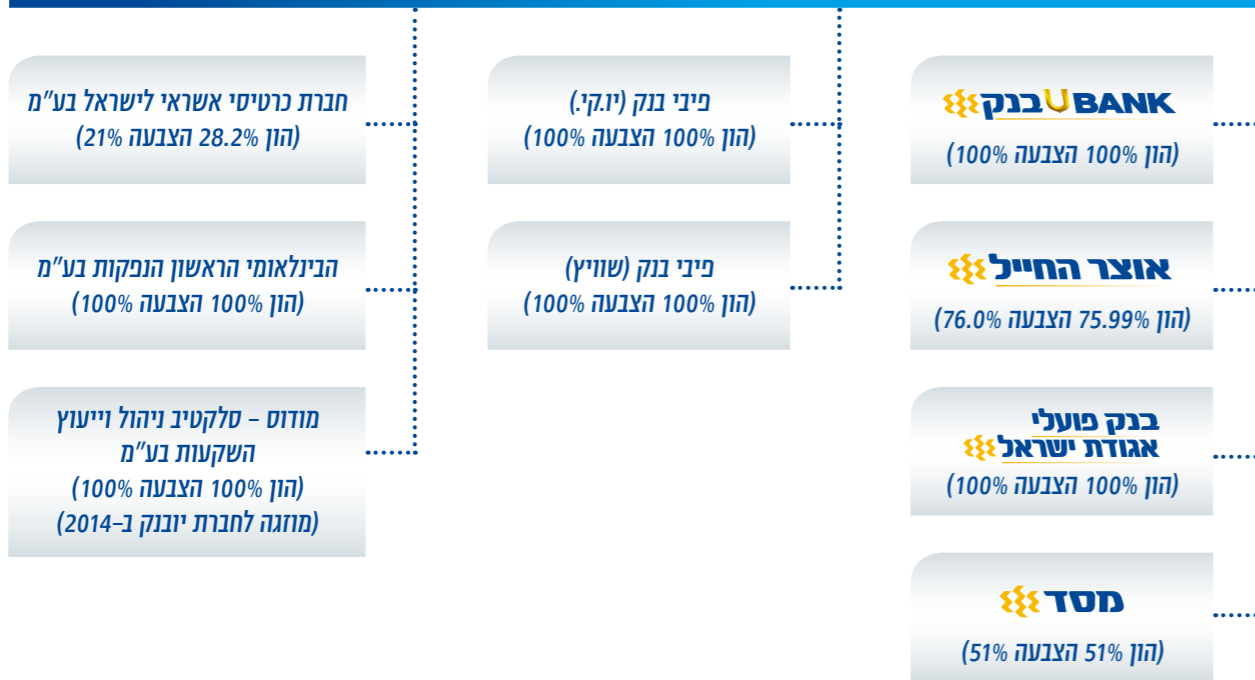 UBANK בנק
(הון 100% הצבעה 100%)
אוצר החייל
(הון 75.99% הצבעה 76.0%)
בנק פועלי
אגודת ישראל
(הון 100% הצבעה 100%)
מסד
(הון 51% הצבעה 51%)
פיבי בנק (יו.קי.)
(הון 100% הצבעה 100%)
פיבי בנק (שוויץ)
(הון 100% הצבעה 100%)
חברת כרטיסי אשראי לישראל בע״מ
(הון 28.2% הצבעה 21%)
הבינלאומי הראשון הנפקות בע״מ
(הון 100% הצבעה 100%)
מודוס – סלקטיב ניהול וייעוץ
השקעות בע״מ
(הון 100% הצבעה 100%)
(מוזגה לחברת יובנק ב–2014)